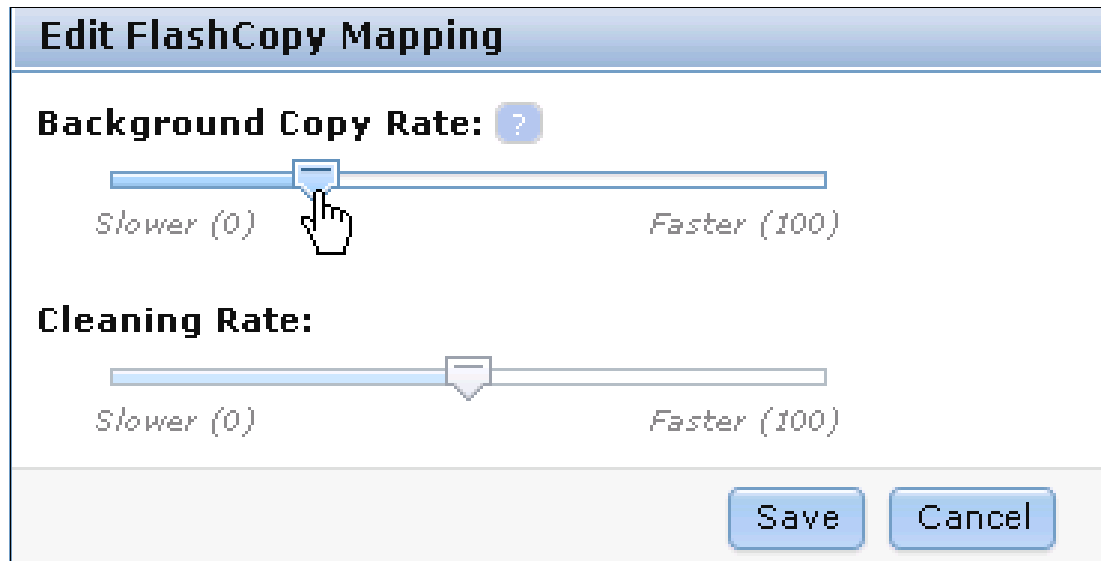 Edit FlashCopy Mapping
Background Copy Rate: ?
Slower (0) Faster (100)
Cleaning Rate:
Slower (0) Faster (100)
Save Cancel